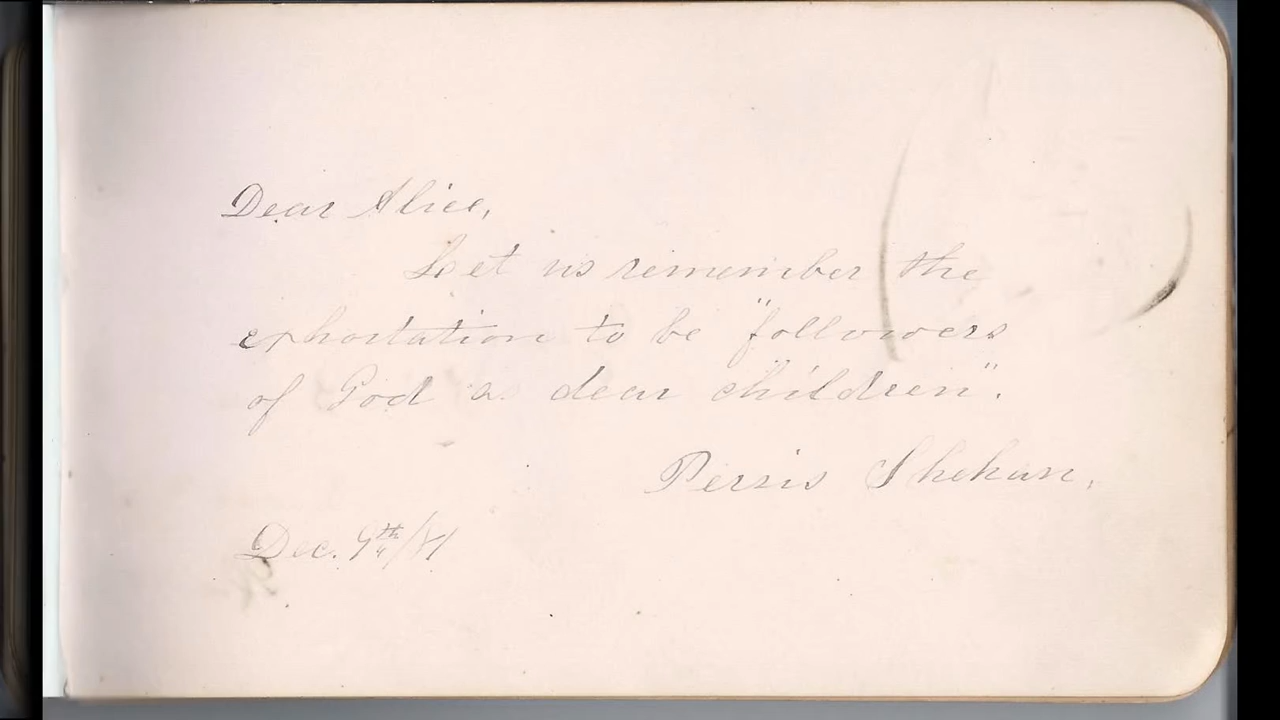 Dear Alice,
Let us remember the
exhortation to be "followers
of God as dear children".
Persis Shehan,
Dec. 9th/81